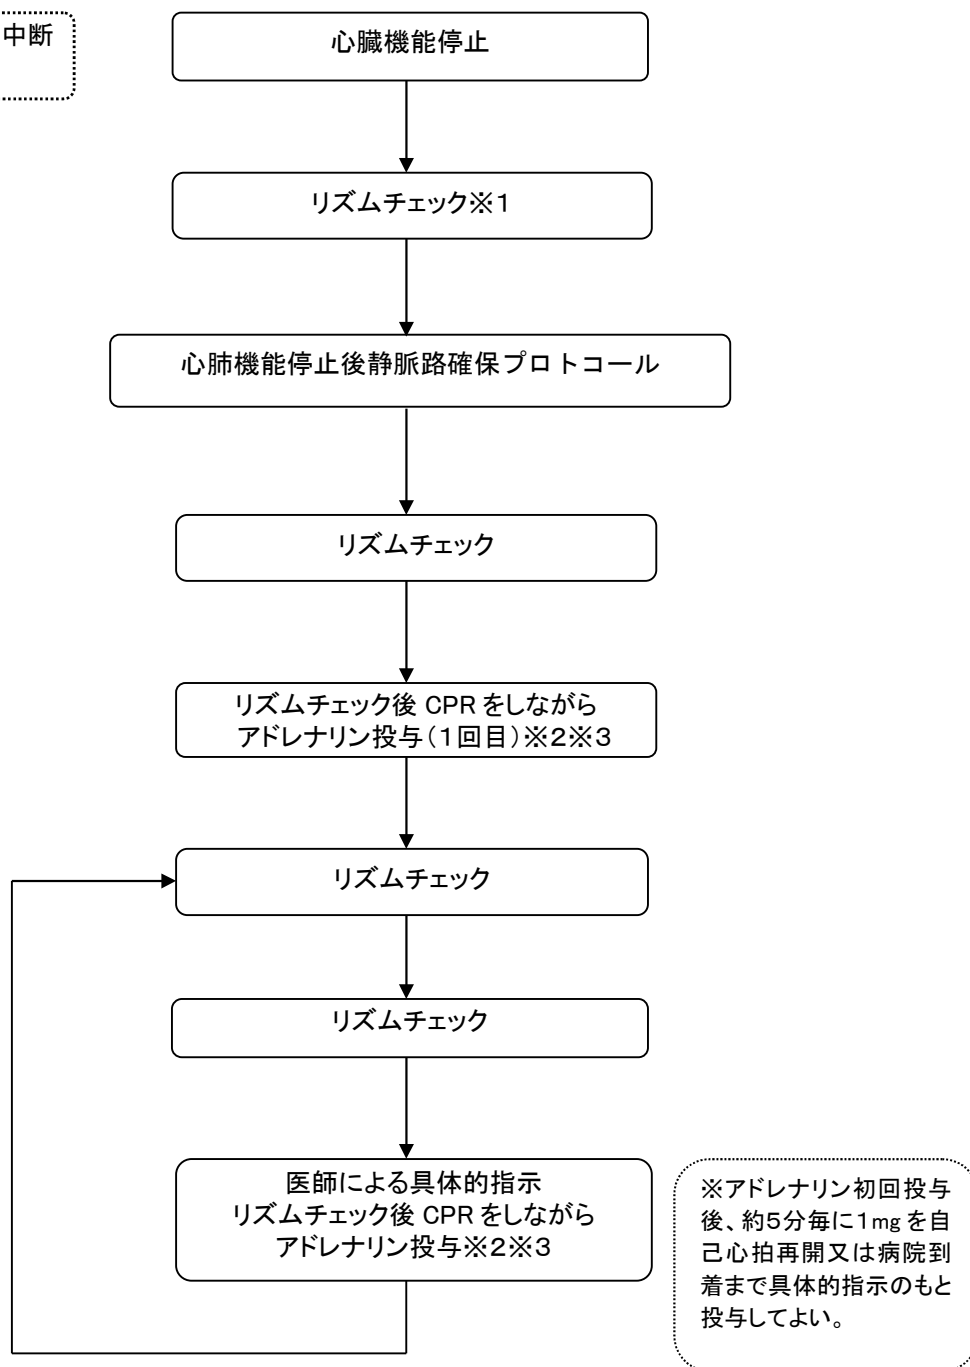 中断
心臓機能停止
リズムチェック※1
心肺機能停止後静脈路確保プロトコール
リズムチェック
リズムチェック後 CPR をしながら
アドレナリン投与(1回目)※2※3
リズムチェック
リズムチェック
医師による具体的指示
リズムチェック後 CPR をしながら
アドレナリン投与※2※3
※アドレナリン初回投与
後、約5分毎に1mg を自
己心拍再開又は病院到
着まで具体的指示のもと
投与してよい。